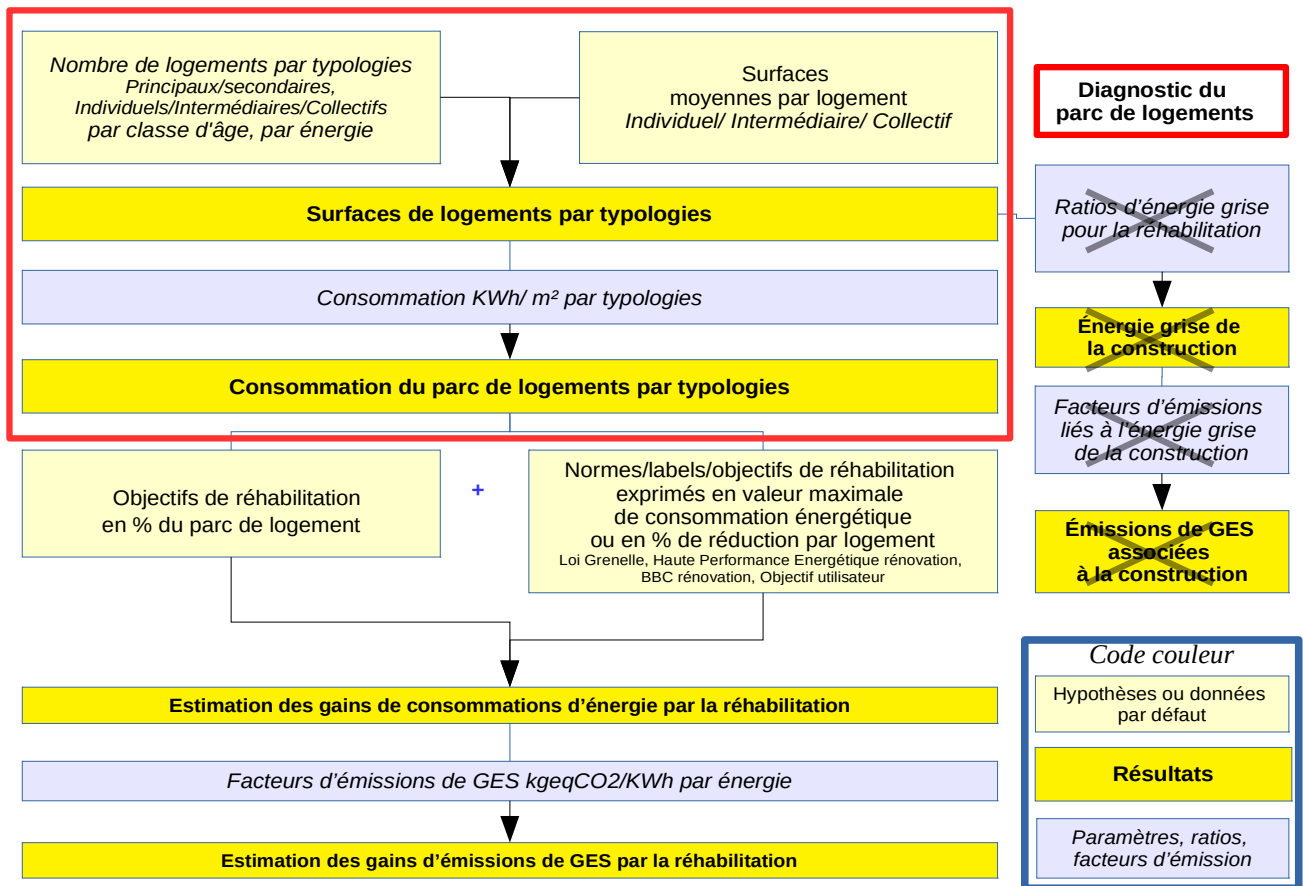 Nombre de logements par typologies
Principaux/secondaires,
Individuels/Intermédiaires/Collectifs
par classe d'âge, par énergie
Surfaces
moyennes par logement
Individuel/ Intermédiaire/ Collectif
Diagnostic du
parc de logements
Surfaces de logements par typologies
Ratios d’énergie grise
pour la réhabilitation
Consommation KWh/ m² par typologies
Énergie grise de
la construction
Consommation du parc de logements par typologies
Facteurs d’émissions
liés à l’énergie grise
de la construction
Objectifs de réhabilitation
en % du parc de logement
+
Normes/labels/objectifs de réhabilitation
exprimés en valeur maximale
de consommation énergétique
ou en % de réduction par logement
Loi Grenelle, Haute Performance Energétique rénovation,
BBC rénovation, Objectif utilisateur
Émissions de GES
associées
à la construction
Estimation des gains de consommations d’énergie par la réhabilitation
Facteurs d’émissions de GES kgeqCO2/KWh par énergie
Estimation des gains d’émissions de GES par la réhabilitation
Code couleur
Hypothèses ou données
par défaut
Résultats
Paramètres, ratios,
facteurs d’émission